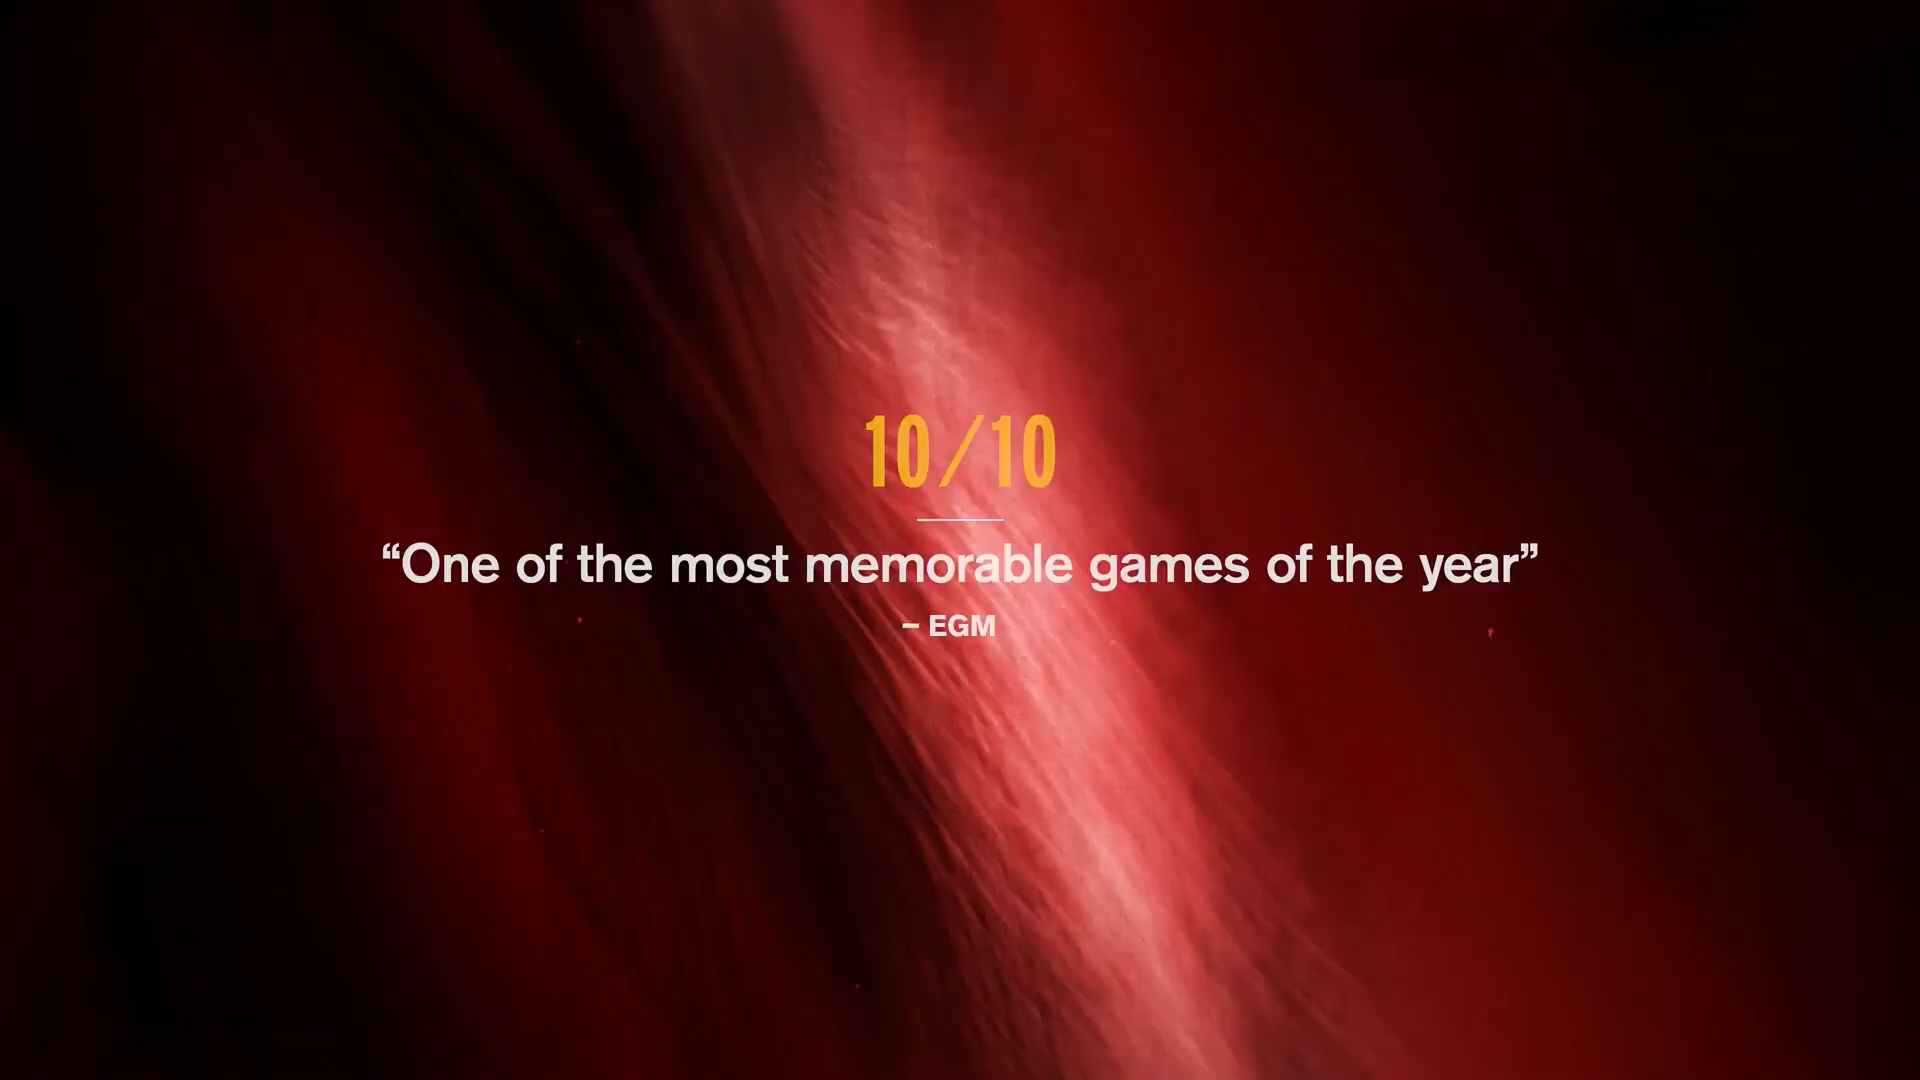 10/10
“One of the most memorable games of the year”
– EGM